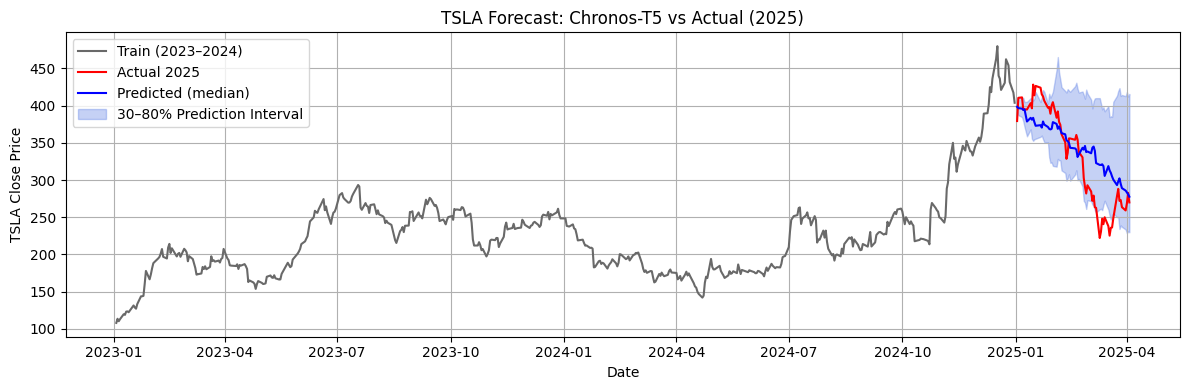 TSLA Forecast: Chronos-T5 vs Actual (2025)
Train (2023–2024)
Actual 2025
Predicted (median)
30–80% Prediction Interval
TSLA Close Price
450
400
350
300
250
200
150
100
2023-01
2023-04
2023-07
2023-10
2024-01
2024-04
2024-07
2024-10
2025-01
2025-04
Date